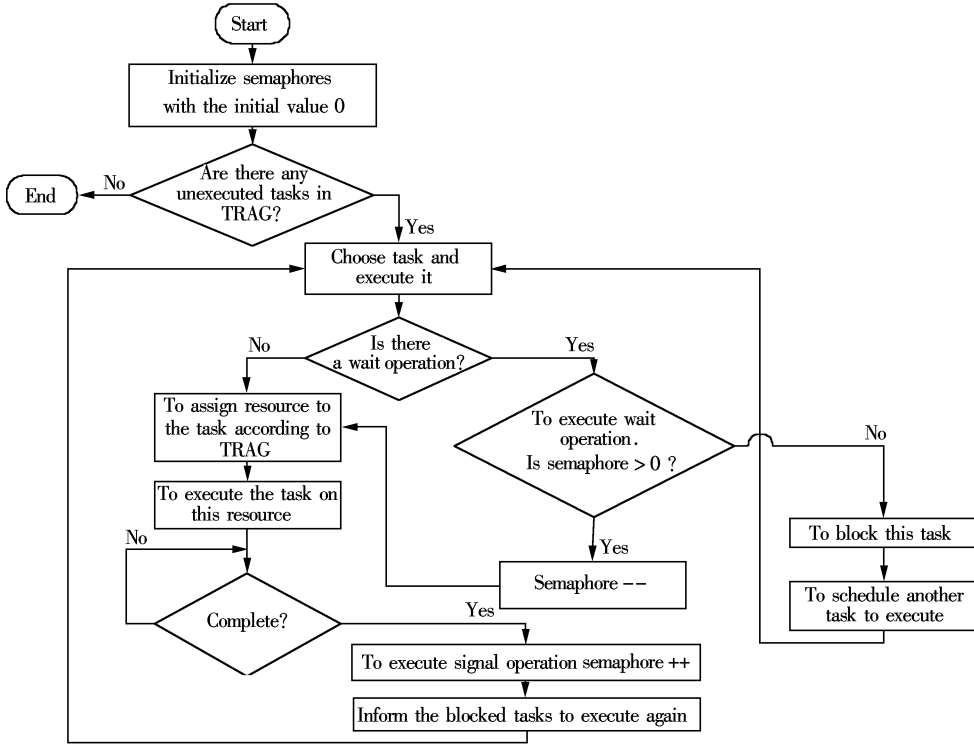 Start
Initialize semaphores
with the initial value 0
Are there any
unexecuted tasks in
TRAG?
No
End
Yes
Choose task and
execute it
Is there
a wait operation?
No
Yes
To assign resource to
the task according to
TRAG
To execute wait
operation.
Is semaphore > 0 ?
No
To execute the task on
this resource
To block this task
No
Yes
Semaphore --
To schedule another
task to execute
Complete?
Yes
To execute signal operation semaphore ++
Inform the blocked tasks to execute again